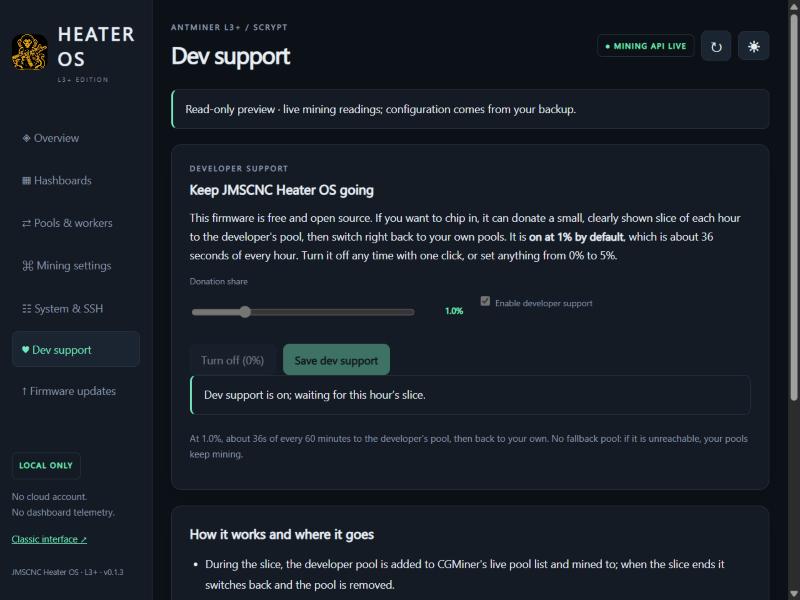 HEATER
OS
L3+ EDITION
◈ Overview
▦ Hashboards
⇄ Pools & workers
⌘ Mining settings
☷ System & SSH
♥ Dev support
↑ Firmware updates
LOCAL ONLY
No cloud account.
No dashboard telemetry.
Classic interface ↗
JMSCNC Heater OS · L3+ · v0.1.3
ANTMINER L3+ / SCRYPT
Dev support
● MINING API LIVE
↻
☀
Read-only preview · live mining readings; configuration comes from your backup.
DEVELOPER SUPPORT
Keep JMSCNC Heater OS going
This firmware is free and open source. If you want to chip in, it can donate a small, clearly shown slice of each hour
to the developer's pool, then switch right back to your own pools. It is on at 1% by default, which is about 36
seconds of every hour. Turn it off any time with one click, or set anything from 0% to 5%.
Donation share
1.0%
Enable developer support
Turn off (0%)
Save dev support
Dev support is on; waiting for this hour's slice.
At 1.0%, about 36s of every 60 minutes to the developer's pool, then back to your own. No fallback pool: if it is unreachable, your pools
keep mining.
How it works and where it goes
• During the slice, the developer pool is added to CGMiner's live pool list and mined to; when the slice ends it
switches back and the pool is removed.